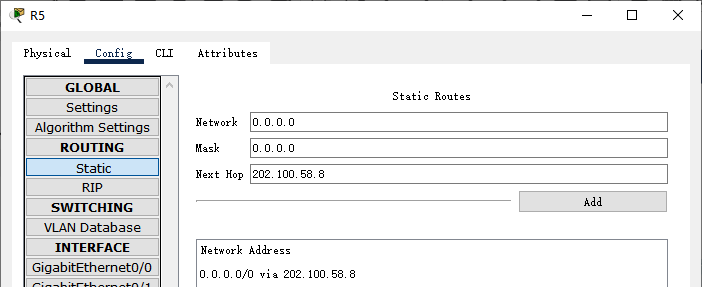 R5
Physical Config CLI Attributes
GLOBAL
Settings
Algorithm Settings
ROUTING
Static
RIP
SWITCHING
VLAN Database
INTERFACE
GigabitEthernet0/0
GigabitEthernet0/1
Static Routes
Network 0.0.0.0
Mask 0.0.0.0
Next Hop 202.100.58.8
Add
Network Address
0.0.0.0/0 via 202.100.58.8